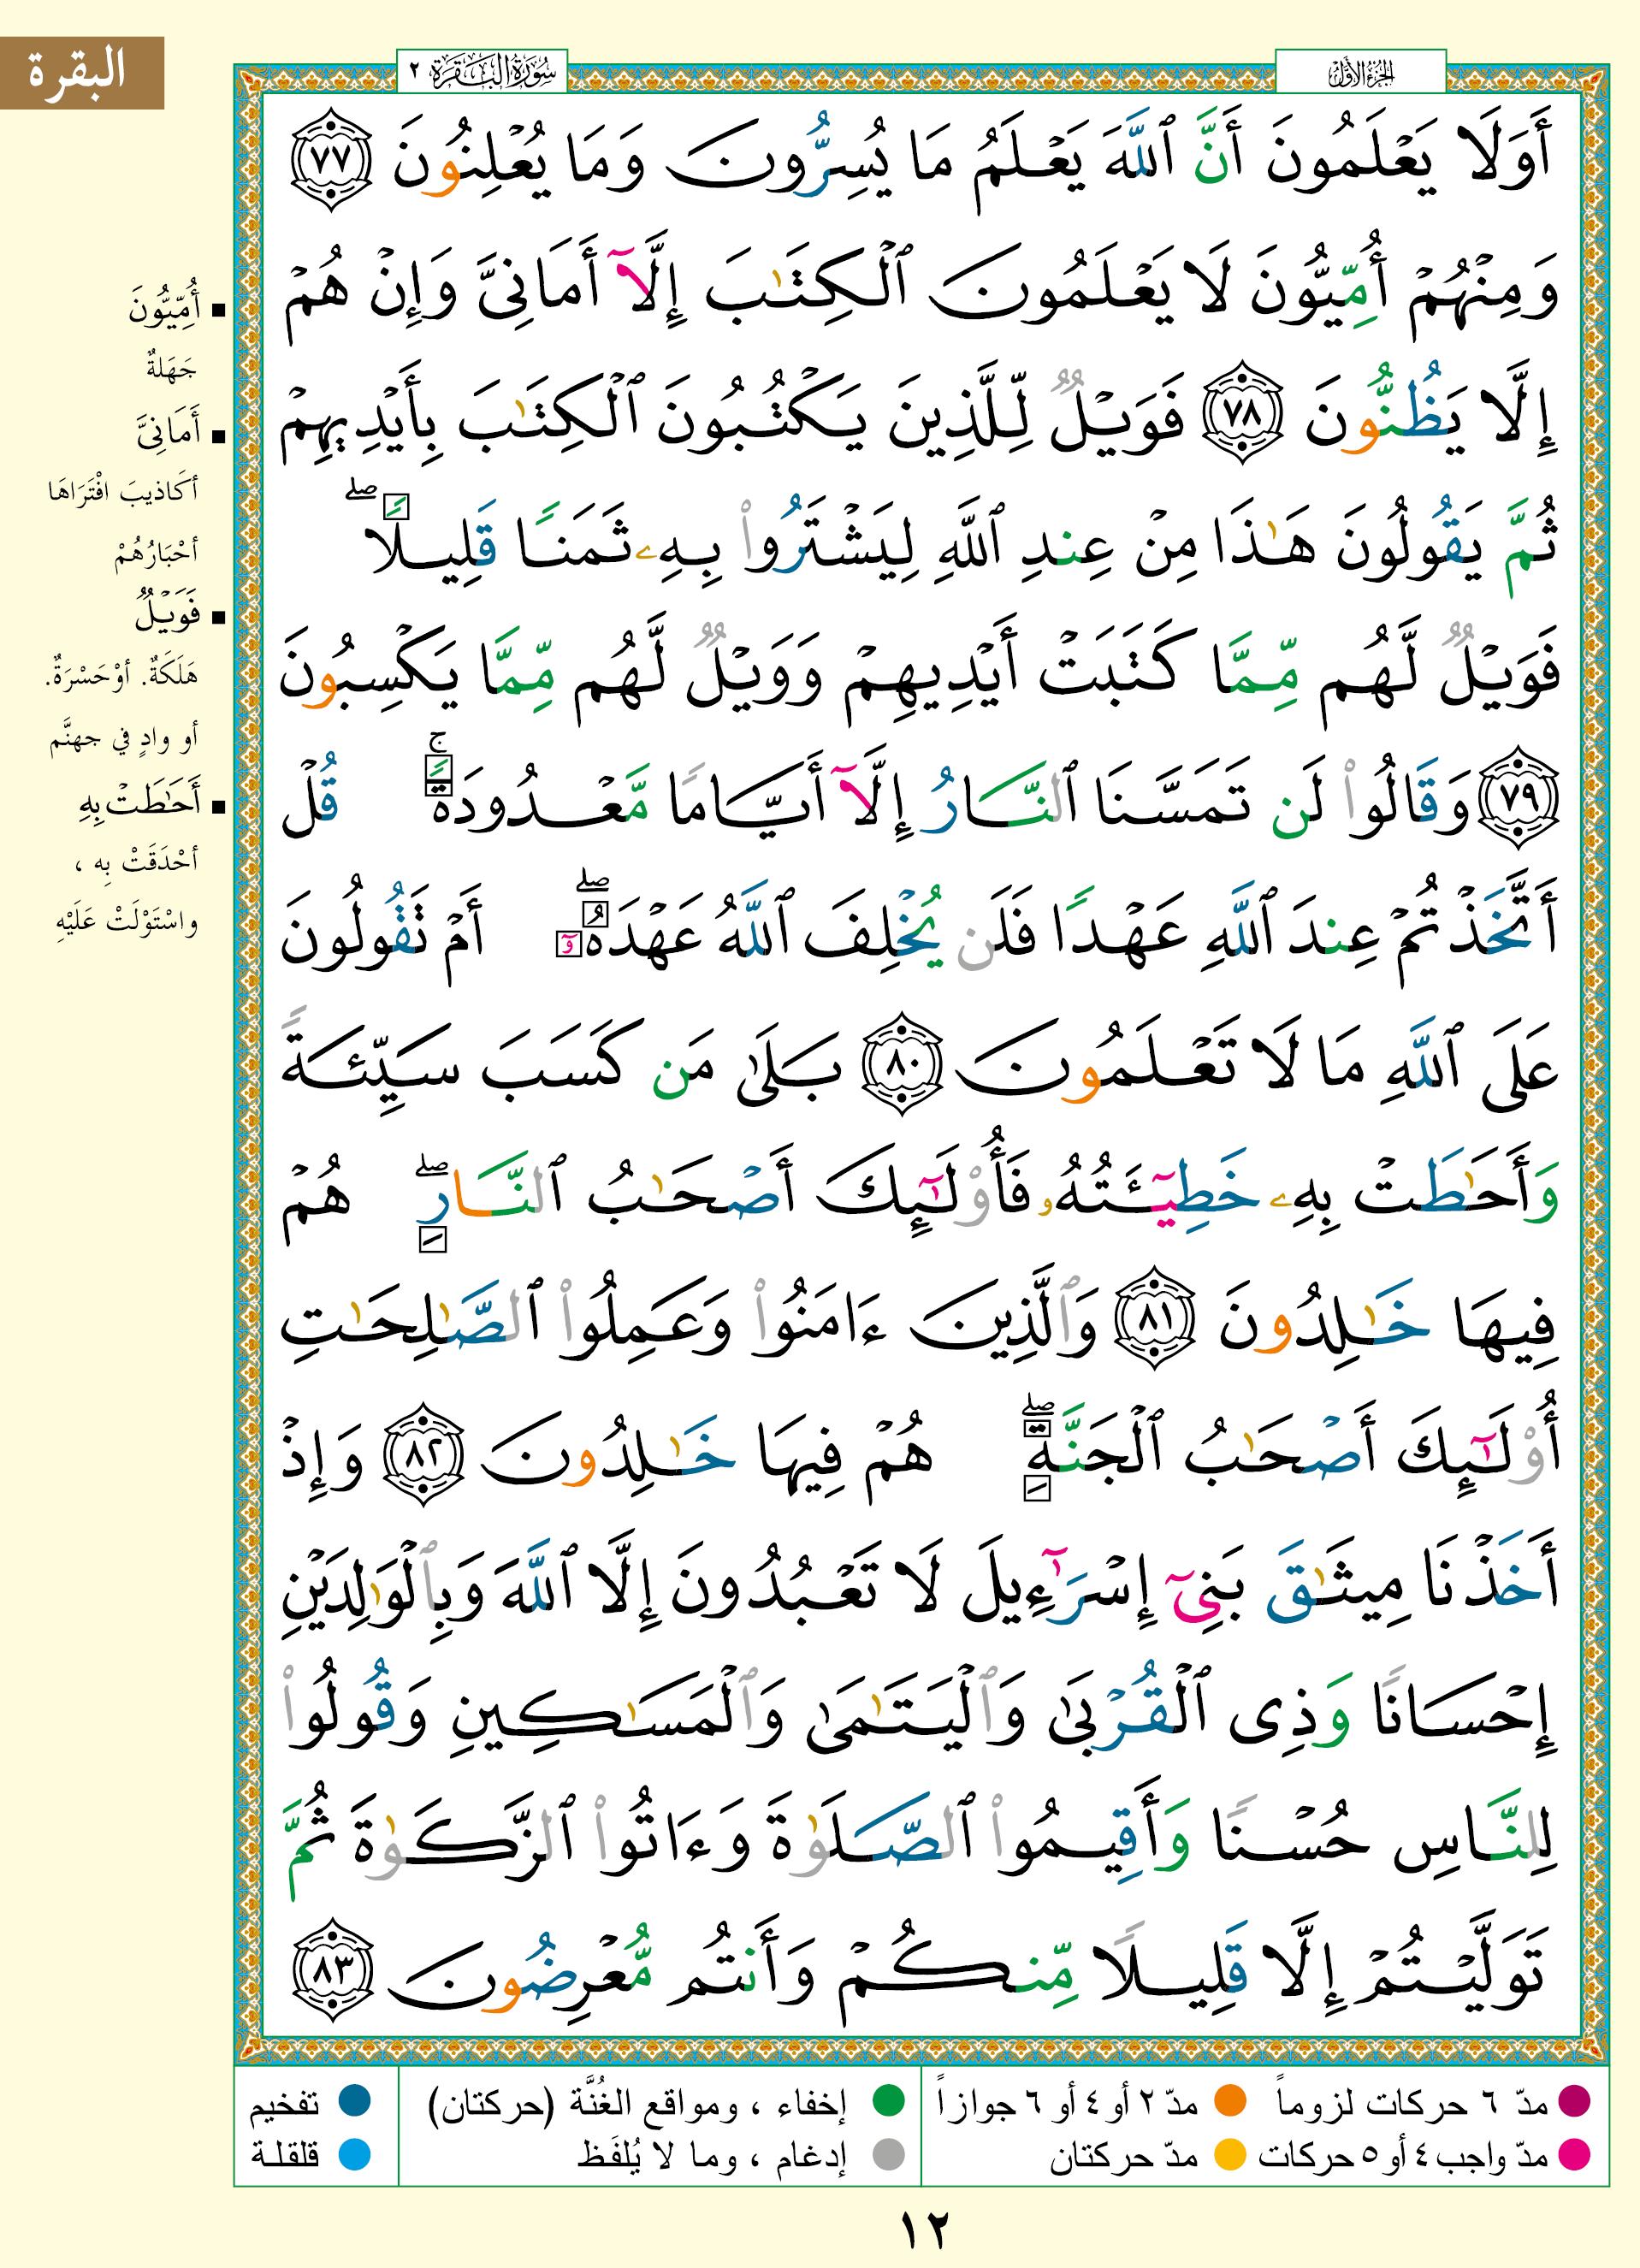 البقرة
سُورَةُ البَقَرَة ٢
الجُزءُ الأوّلُ
أَوَلَا يَعْلَمُونَ أَنَّ ٱللَّهَ يَعْلَمُ مَا يُسِرُّونَ وَمَا يُعْلِنُونَ ٧٧
وَمِنْهُمْ أُمِّيُّونَ لَا يَعْلَمُونَ ٱلْكِتَٰبَ إِلَّآ أَمَانِىَّ وَإِنْ هُمْ
إِلَّا يَظُنُّونَ ٧٨ فَوَيْلٌ لِّلَّذِينَ يَكْتُبُونَ ٱلْكِتَٰبَ بِأَيْدِيهِمْ
ثُمَّ يَقُولُونَ هَٰذَا مِنْ عِندِ ٱللَّهِ لِيَشْتَرُوا۟ بِهِۦ ثَمَنًا قَلِيلًا ۖ
فَوَيْلٌ لَّهُم مِّمَّا كَتَبَتْ أَيْدِيهِمْ وَوَيْلٌ لَّهُم مِّمَّا يَكْسِبُونَ
٧٩ وَقَالُوا۟ لَن تَمَسَّنَا ٱلنَّارُ إِلَّآ أَيَّامًا مَّعْدُودَةً ۚ قُلْ
أَتَّخَذْتُمْ عِندَ ٱللَّهِ عَهْدًا فَلَن يُخْلِفَ ٱللَّهُ عَهْدَهُۥٓ ۖ أَمْ تَقُولُونَ
عَلَى ٱللَّهِ مَا لَا تَعْلَمُونَ ٨٠ بَلَىٰ مَن كَسَبَ سَيِّئَةً
وَأَحَٰطَتْ بِهِۦ خَطِيٓـَٔتُهُۥ فَأُو۟لَٰٓئِكَ أَصْحَٰبُ ٱلنَّارِ ۖ هُمْ
فِيهَا خَٰلِدُونَ ٨١ وَٱلَّذِينَ ءَامَنُوا۟ وَعَمِلُوا۟ ٱلصَّٰلِحَٰتِ
أُو۟لَٰٓئِكَ أَصْحَٰبُ ٱلْجَنَّةِ ۖ هُمْ فِيهَا خَٰلِدُونَ ٨٢ وَإِذْ
أَخَذْنَا مِيثَٰقَ بَنِىٓ إِسْرَٰٓءِيلَ لَا تَعْبُدُونَ إِلَّا ٱللَّهَ وَبِٱلْوَٰلِدَيْنِ
إِحْسَانًا وَذِى ٱلْقُرْبَىٰ وَٱلْيَتَٰمَىٰ وَٱلْمَسَٰكِينِ وَقُولُوا۟
لِلنَّاسِ حُسْنًا وَأَقِيمُوا۟ ٱلصَّلَوٰةَ وَءَاتُوا۟ ٱلزَّكَوٰةَ ثُمَّ
تَوَلَّيْتُمْ إِلَّا قَلِيلًا مِّنكُمْ وَأَنتُم مُّعْرِضُونَ ٨٣
أُمِّيُّونَ
جَهَلةٌ
أَمَانِىَّ
أكَاذيبَ افْتَرَاهَا
أحْبَارُهُمْ
فَوَيْلٌ
هَلَكَةٌ. أوْ حَسْرَةٌ.
أو وادٍ في جهنَّم
أَحَٰطَتْ بِهِ
أحْدَقَتْ بِه ،
واسْتَوْلَتْ عَلَيْهِ
مدّ ٦ حركات لزوماً
مدّ ٢ أو ٤ أو ٦ جوازاً
إخفاء ، ومواقع الغُنَّة (حركتان)
تفخيم
مدّ واجب ٤ أو ٥ حركات
مدّ حركتان
إدغام ، وما لا يُلفَظ
قلقلة
١٢